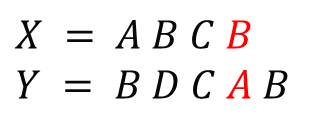 X = A B C B
Y = B D C A B